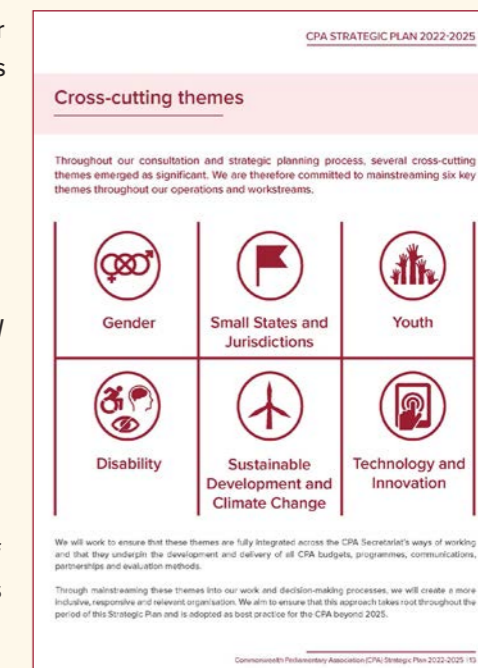 CPA STRATEGIC PLAN 2022-2025
Cross-cutting themes
Throughout our consultation and strategic planning process, several cross-cutting
themes emerged as significant. We are therefore committed to mainstreaming six key
themes throughout our operations and workstreams.
Gender
Small States and
Jurisdictions
Youth
Disability
Sustainable
Development and
Climate Change
Technology and
Innovation
We will work to ensure that these themes are fully integrated across the CPA Secretariat's ways of working
and that they underpin the development and delivery of all CPA budgets, programmes, communications,
partnerships and evaluation methods.
Through mainstreaming these themes into our work and decision-making processes, we will create a more
inclusive, responsive and relevant organisation. We aim to ensure that this approach takes root throughout the
period of this Strategic Plan and is adopted as best practice for the CPA beyond 2025.
Commonwealth Parliamentary Association (CPA) Strategic Plan 2022-2025 |13